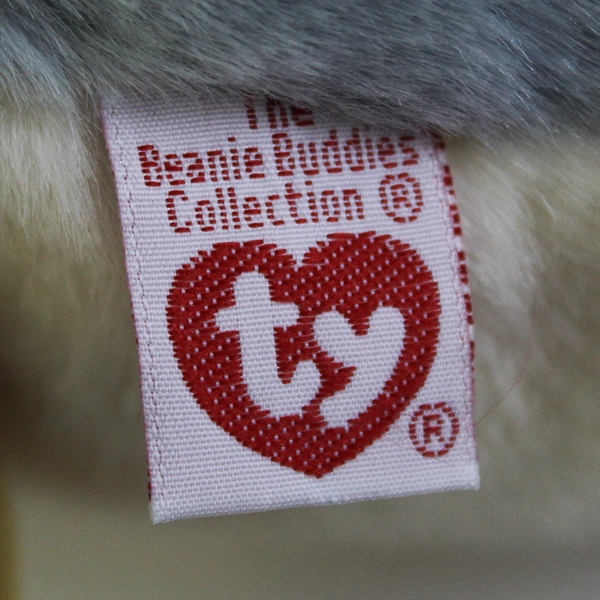 The
Beanie Buddies
Collection ®
ty
®